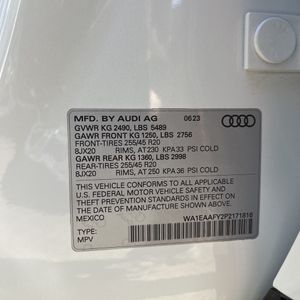 MFD. BY AUDI AG 06 23
GVWR KG 2490, LBS 5489
GAWR FRONT KG 1250, LBS 2756
FRONT-TIRES 255/45 R20
8JX20 RIMS, AT 230 KPA 33 PSI COLD
GAWR REAR KG 1360, LBS 2998
REAR-TIRES 255/45 R20
8JX20 RIMS, AT 250 KPA 36 PSI COLD
THIS VEHICLE CONFORMS TO ALL APPLICABLE
U.S. FEDERAL MOTOR VEHICLE SAFETY AND
THEFT PREVENTION STANDARDS IN EFFECT ON THE
DATE OF MANUFACTURE SHOWN ABOVE.
MEXICO WA1EAAFY2P2171816
TYPE:
MPV